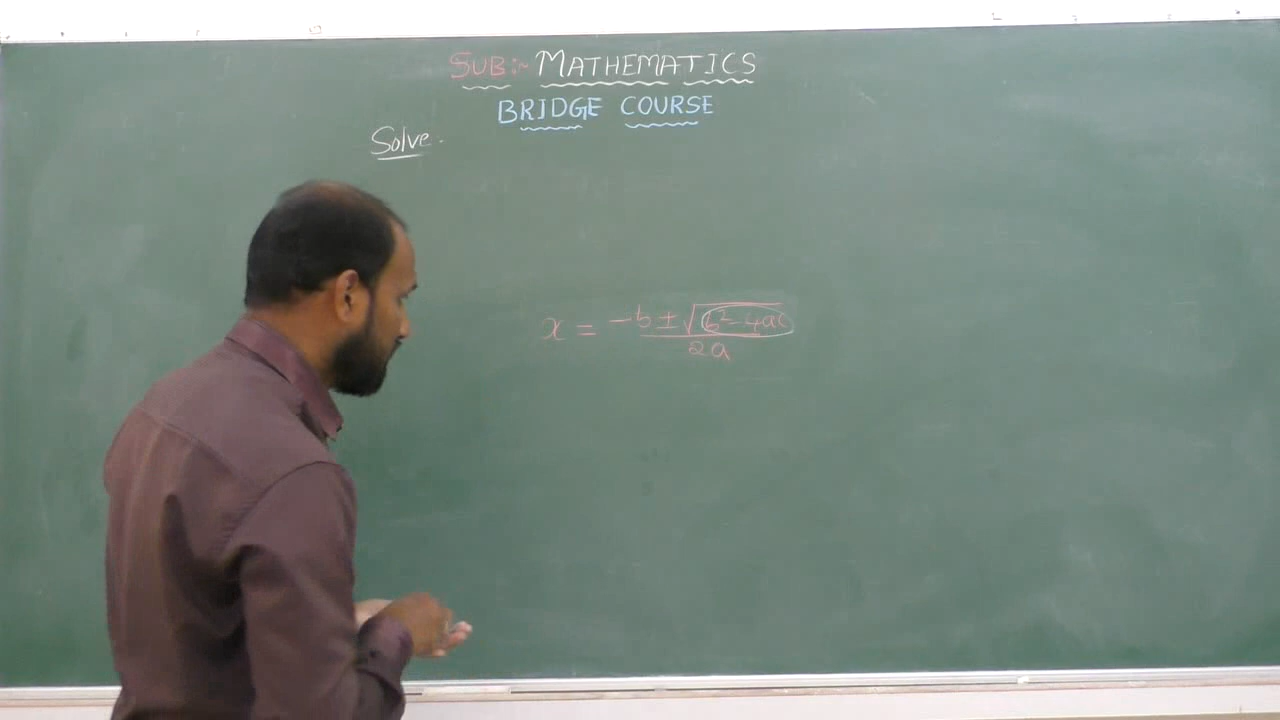 SUB:- MATHEMATICS
BRIDGE COURSE
Solve.
x = -b ± √b²-4ac
2a